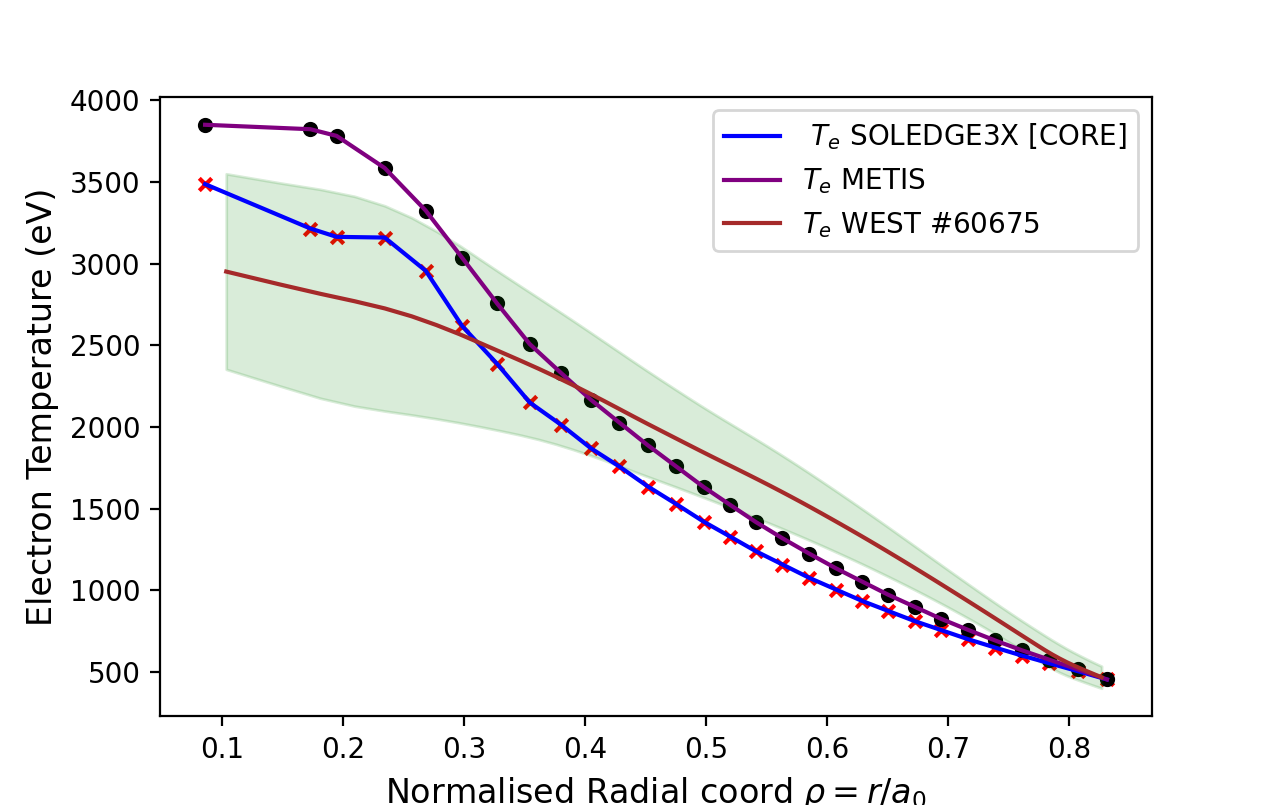 4000
3500
3000
2500
2000
1500
1000
500
Electron Temperature (eV)
Tₑ SOLEDGE3X [CORE]
Tₑ METIS
Tₑ WEST #60675
0.1 0.2 0.3 0.4 0.5 0.6 0.7 0.8
Normalised Radial coord ρ = r/a₀